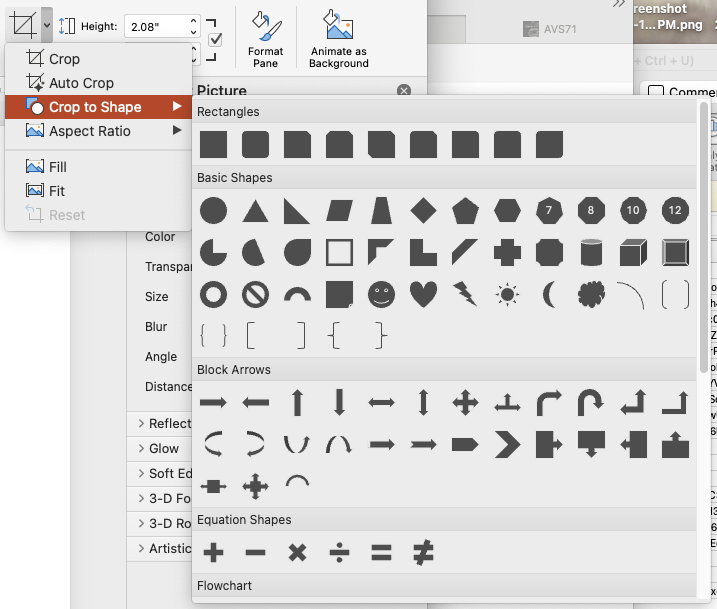 Height: 2.08"
Format Pane
Animate as Background
AVS71
reenshot
-1...PM.png
+ Ctrl + U)
Crop
Auto Crop
Crop to Shape
Aspect Ratio
Fill
Fit
Reset
Picture
Comme
Rectangles
Basic Shapes
7 8 10 12
Color
Transpa
Size
Blur
Angle
Distance
Reflect
Glow
Soft Ed
3-D Fo
3-D Ro
Artistic
Block Arrows
Equation Shapes
Flowchart